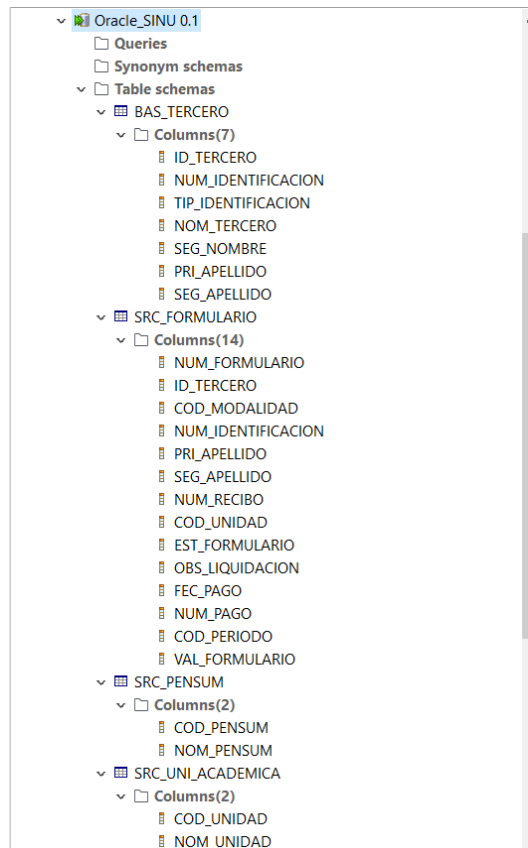 Oracle_SINU 0.1
Queries
Synonym schemas
Table schemas
BAS_TERCERO
Columns(7)
ID_TERCERO
NUM_IDENTIFICACION
TIP_IDENTIFICACION
NOM_TERCERO
SEG_NOMBRE
PRI_APELLIDO
SEG_APELLIDO
SRC_FORMULARIO
Columns(14)
NUM_FORMULARIO
ID_TERCERO
COD_MODALIDAD
NUM_IDENTIFICACION
PRI_APELLIDO
SEG_APELLIDO
NUM_RECIBO
COD_UNIDAD
EST_FORMULARIO
OBS_LIQUIDACION
FEC_PAGO
NUM_PAGO
COD_PERIODO
VAL_FORMULARIO
SRC_PENSUM
Columns(2)
COD_PENSUM
NOM_PENSUM
SRC_UNI_ACADEMICA
Columns(2)
COD_UNIDAD
NOM_UNIDAD